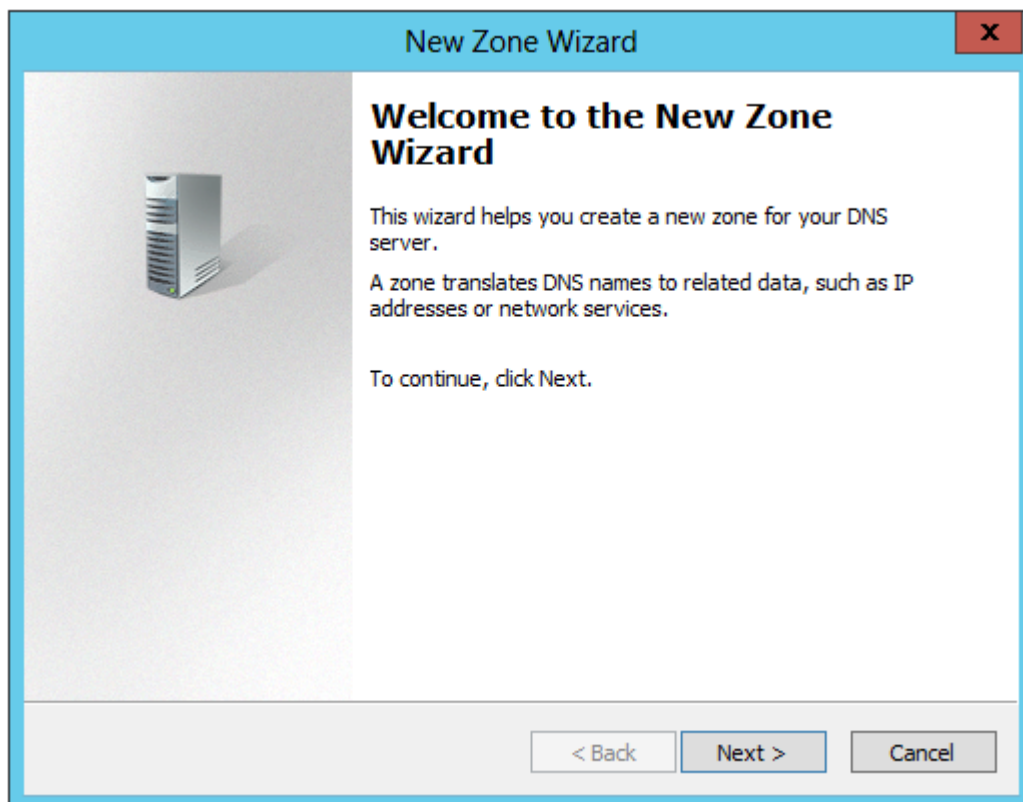 New Zone Wizard
x
Welcome to the New Zone
Wizard
This wizard helps you create a new zone for your DNS
server.
A zone translates DNS names to related data, such as IP
addresses or network services.
To continue, click Next.
< Back Next > Cancel